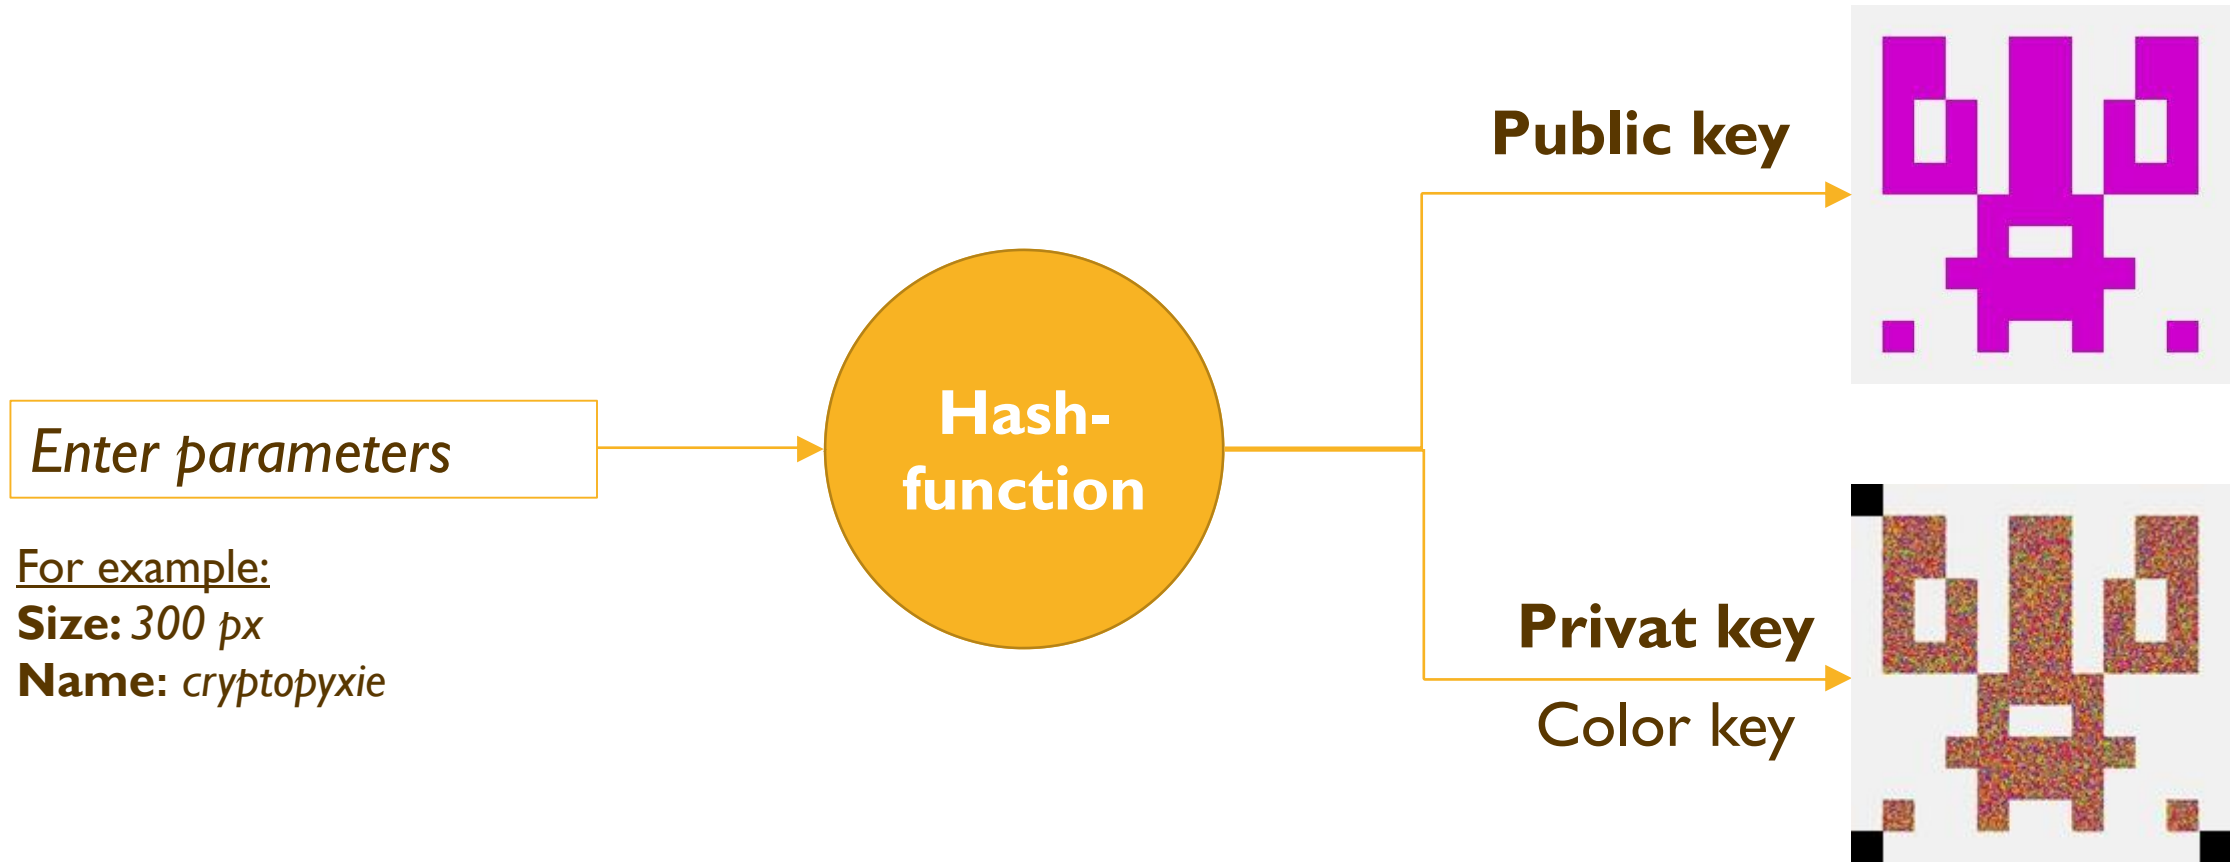 Enter parameters
For example:
Size: 300 px
Name: cryptopyxie
Hash-
function
Public key
Privat key
Color key